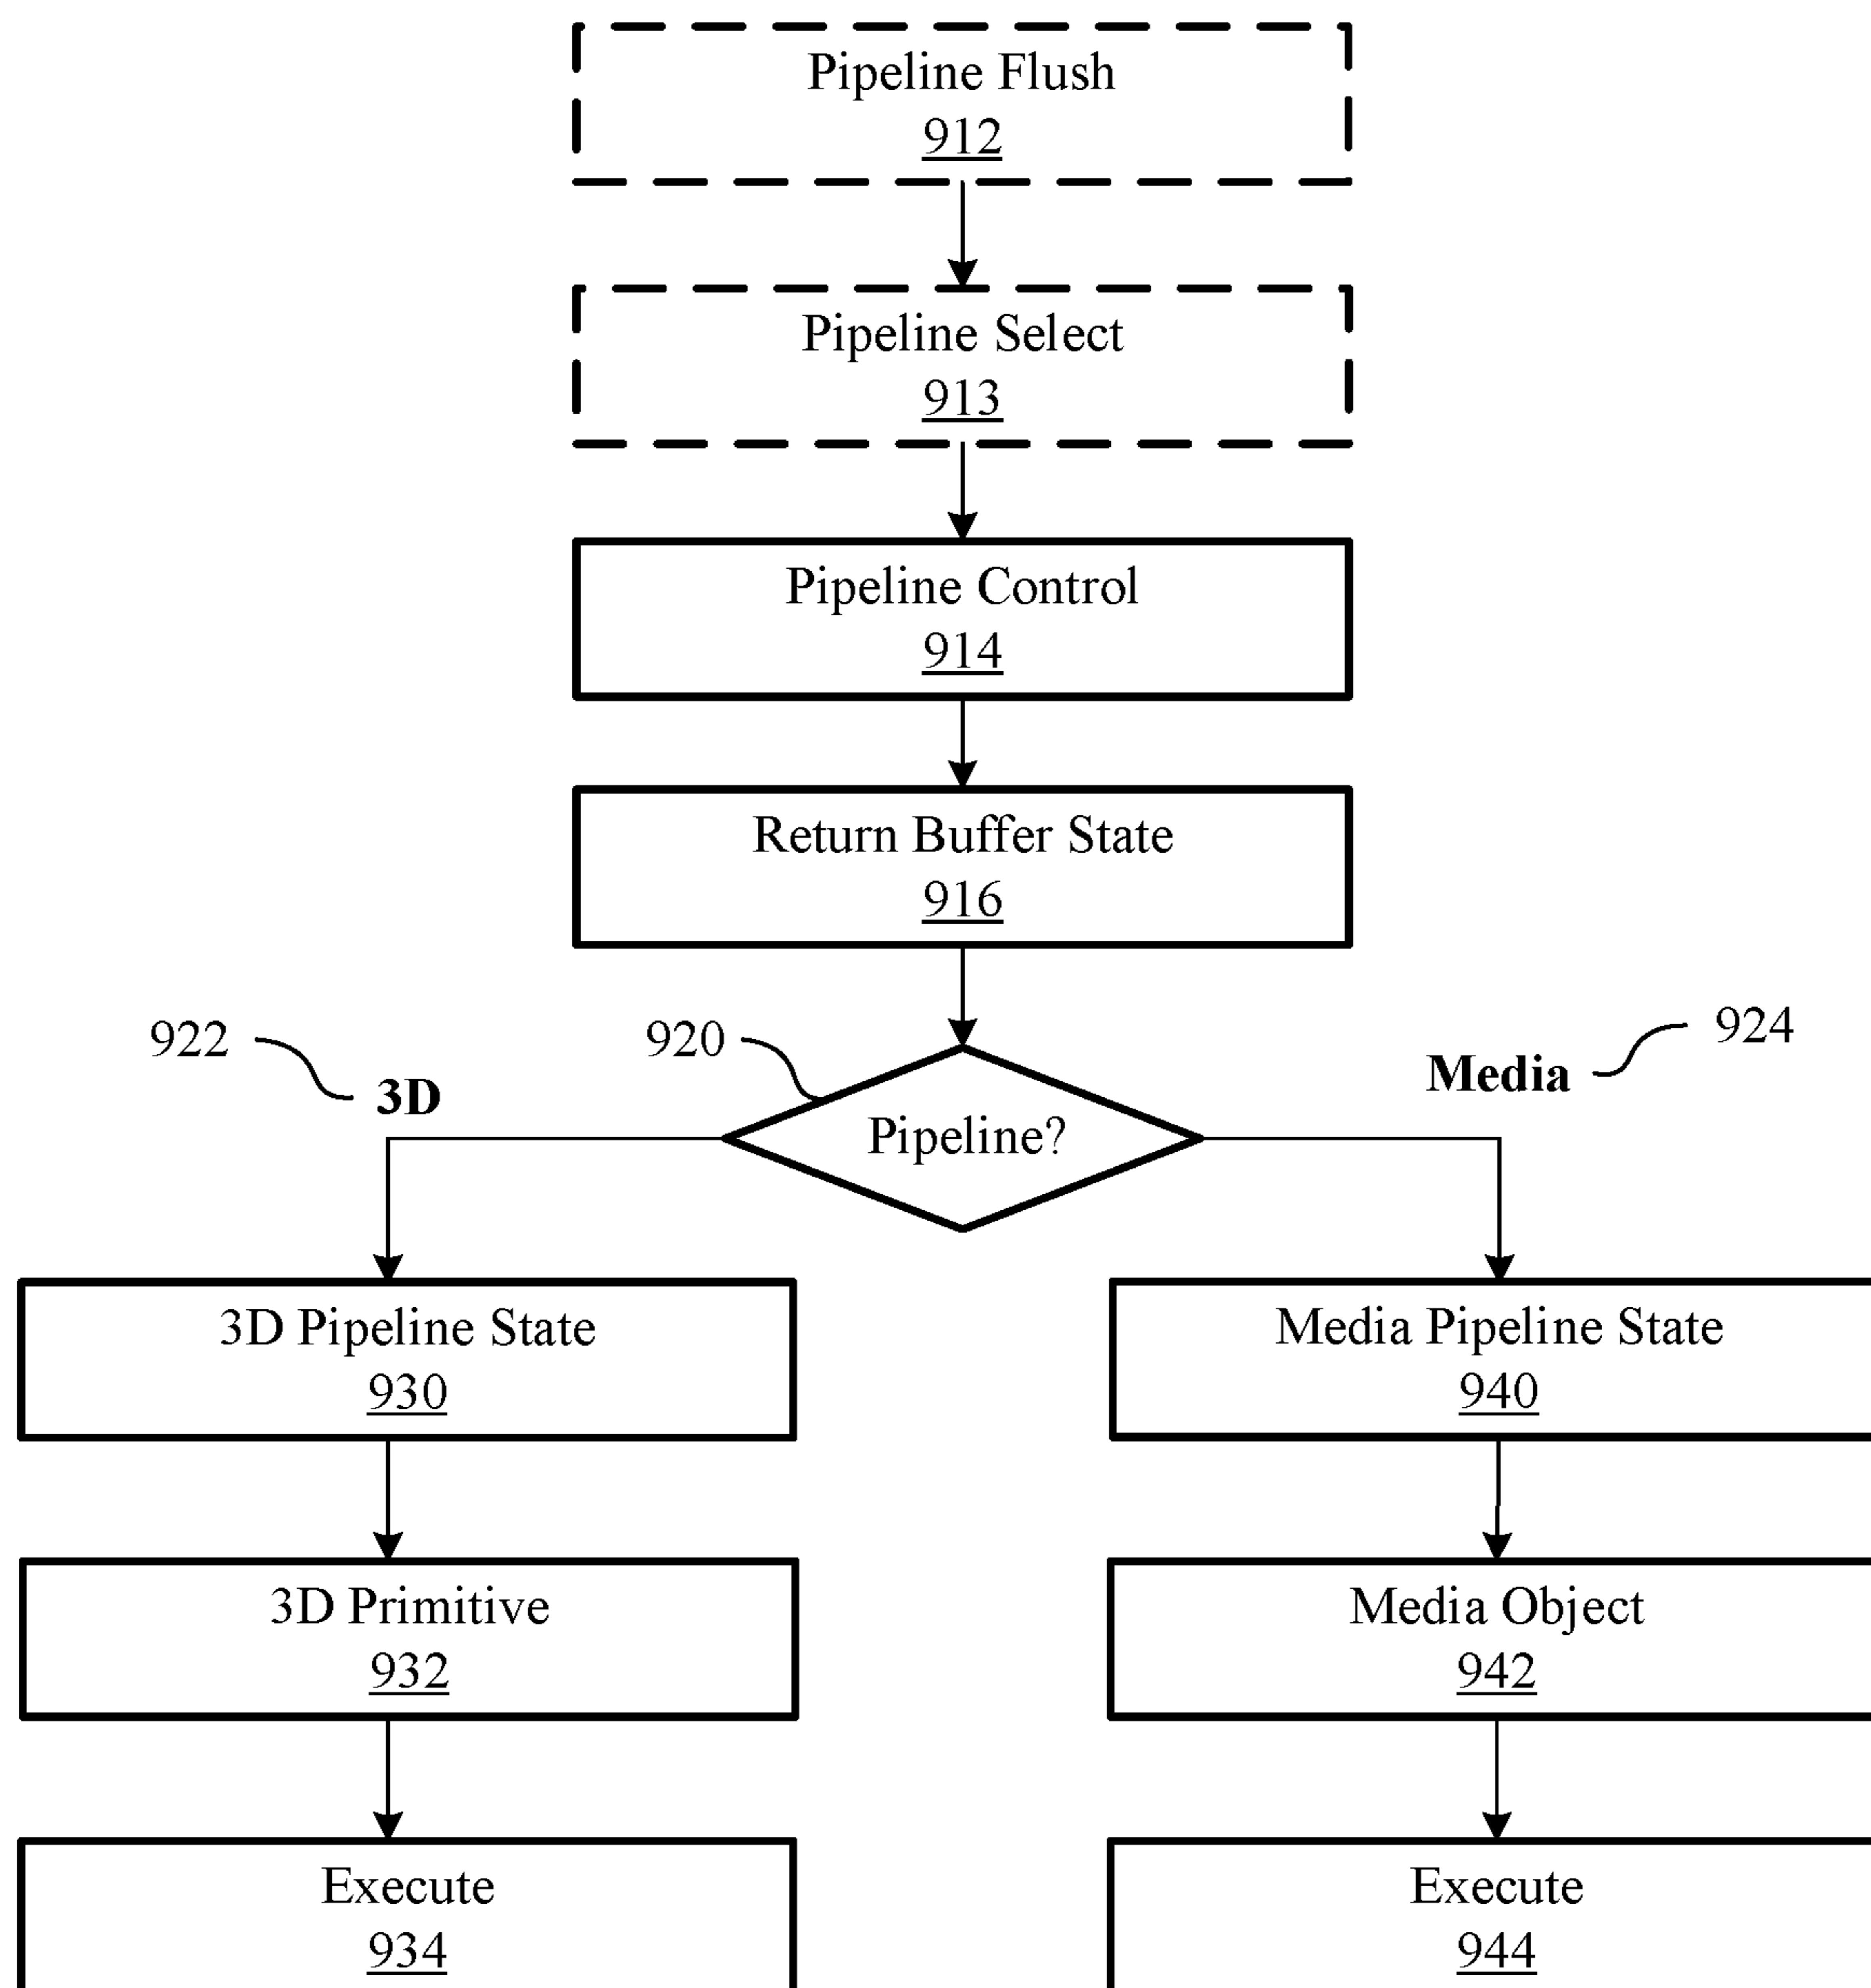 Pipeline Flush
912
Pipeline Select
913
Pipeline Control
914
Return Buffer State
916
922
920
924
3D
Media
Pipeline?
3D Pipeline State
930
Media Pipeline State
940
3D Primitive
932
Media Object
942
Execute
934
Execute
944